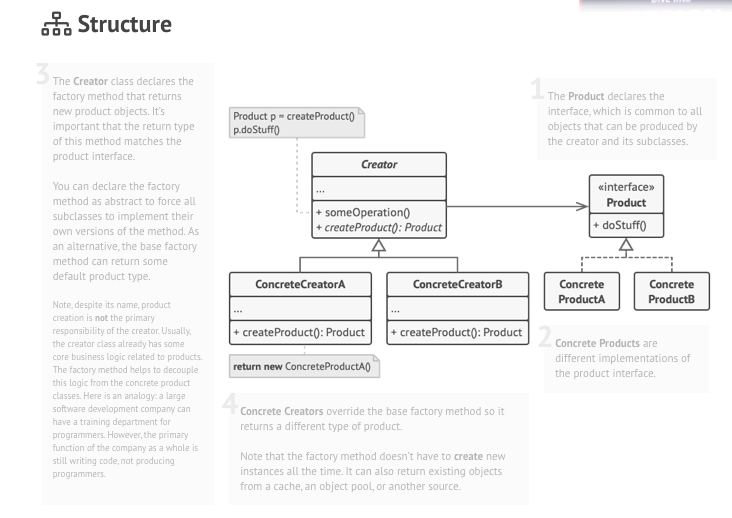 Structure
3
The Creator class declares the
factory method that returns
new product objects. It's
important that the return type
of this method matches the
product interface.
You can declare the factory
method as abstract to force all
subclasses to implement their
own versions of the method. As
an alternative, the base factory
method can return some
default product type.
Note, despite its name, product
creation is not the primary
responsibility of the creator. Usually,
the creator class already has some
core business logic related to products.
The factory method helps to decouple
this logic from the concrete product
classes. Here is an analogy: a large
software development company can
have a training department for
programmers. However, the primary
function of the company as a whole is
still writing code, not producing
programmers.
Product p = createProduct()
p.doStuff()
Creator
...
+ someOperation()
+ createProduct(): Product
ConcreteCreatorA
...
+ createProduct(): Product
ConcreteCreatorB
...
+ createProduct(): Product
return new ConcreteProductA()
1
The Product declares the
interface, which is common to all
objects that can be produced by
the creator and its subclasses.
«interface»
Product
+ doStuff()
Concrete
ProductA
Concrete
ProductB
2
Concrete Products are
different implementations of
the product interface.
4
Concrete Creators override the base factory method so it
returns a different type of product.
Note that the factory method doesn't have to create new
instances all the time. It can also return existing objects
from a cache, an object pool, or another source.